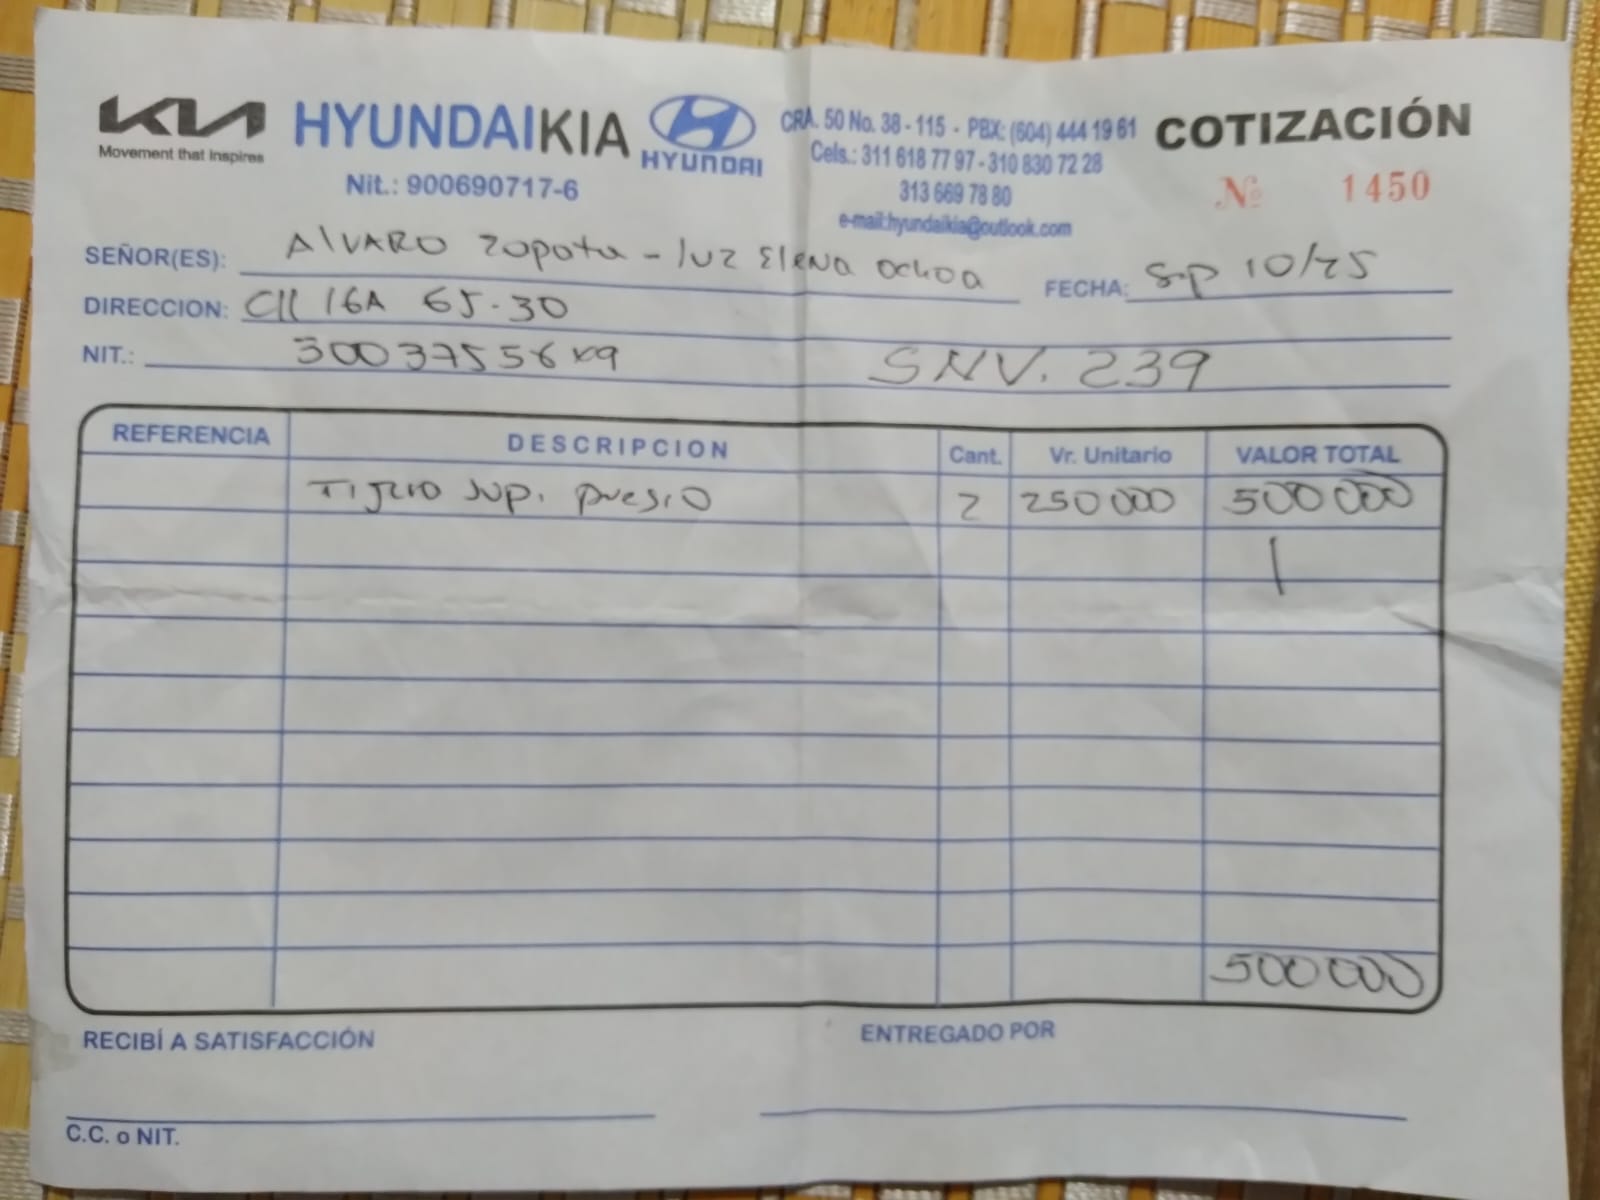 KIA HYUNDAIKIA HYUNDAI
Movement that Inspires
Nit.: 900690717-6
CRA. 50 No. 38 - 115 - PBX: (604) 444 19 61
Cels.: 311 618 77 97 - 310 830 72 28
313 669 78 80
e-mail:hyundaikia@outlook.com
COTIZACIÓN
Nº 1450
SEÑOR(ES): Alvaro Zapata - luz Elena Ochoa FECHA: Sep 10/25
DIRECCION: Cll 16A 65-30
NIT.: SNV. 239
REFERENCIA DESCRIPCION Cant. Vr. Unitario VALOR TOTAL
Tijera sup. 2 250000 500000
500000
RECIBÍ A SATISFACCIÓN ENTREGADO POR
C.C. o NIT.